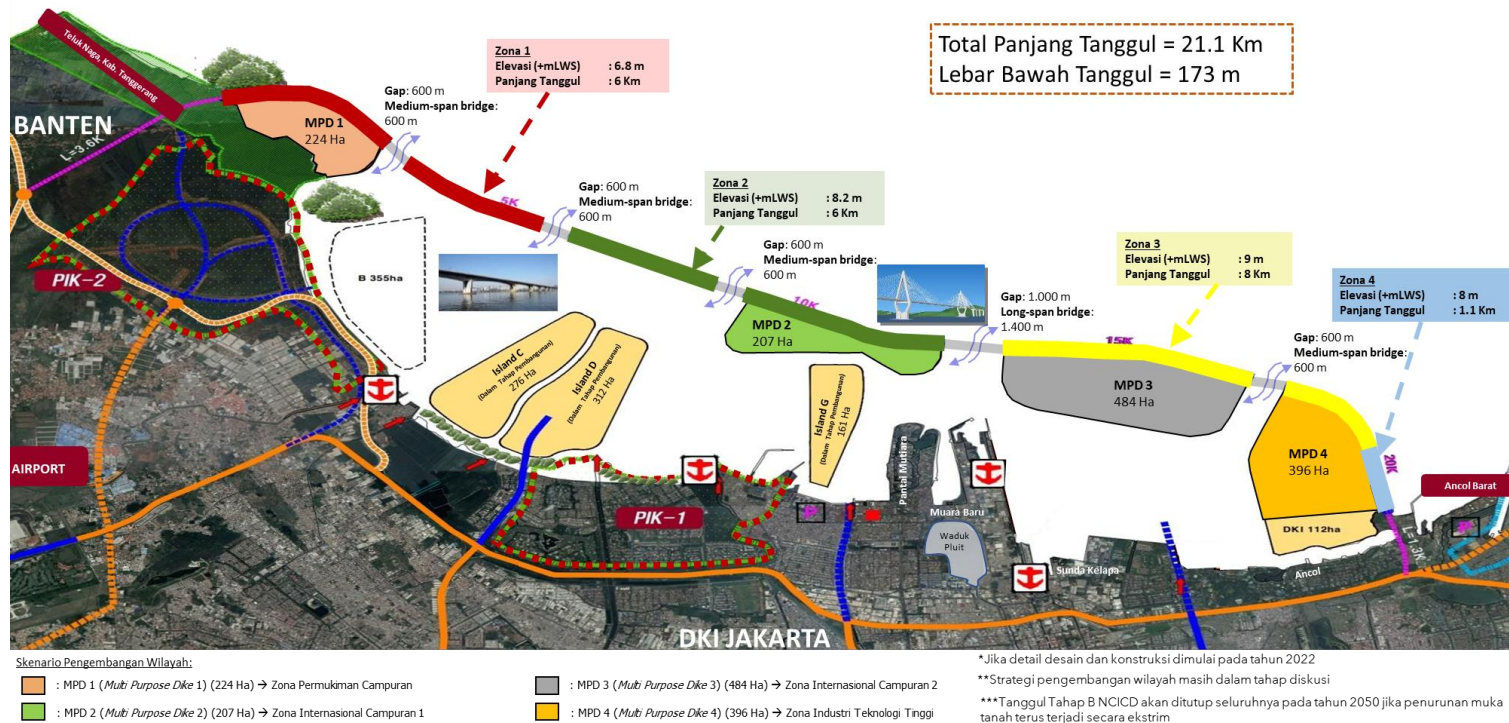 Teluk Naga, Kab. Tanggerang
BANTEN
L=3.6K
Total Panjang Tanggul = 21.1 Km
Lebar Bawah Tanggul = 173 m
Zona 1
Elevasi (+mLWS) : 6.8 m
Panjang Tanggul : 6 Km
Gap: 600 m
Medium-span bridge:
600 m
MPD 1
224 Ha
5K
Gap: 600 m
Medium-span bridge:
600 m
Zona 2
Elevasi (+mLWS) : 8.2 m
Panjang Tanggul : 6 Km
Gap: 600 m
Medium-span bridge:
600 m
10K
MPD 2
207 Ha
Zona 3
Elevasi (+mLWS) : 9 m
Panjang Tanggul : 8 Km
Gap: 1.000 m
Long-span bridge:
1.400 m
15K
MPD 3
484 Ha
Zona 4
Elevasi (+mLWS) : 8 m
Panjang Tanggul : 1.1 Km
Gap: 600 m
Medium-span bridge:
600 m
MPD 4
396 Ha
20K
DKI 112ha
L=1.3K
Ancol Barat
PIK-2
B 355ha
Island C
(Dalam Tahap Pembangunan)
276 Ha
Island D
(Dalam Tahap Pembangunan)
312 Ha
Island G
(Dalam Tahap Pembangunan)
161 Ha
Pantai Mutiara
AIRPORT
PIK-1
Muara Baru
Waduk
Pluit
Sunda Kelapa
Ancol
DKI JAKARTA
Skenario Pengembangan Wilayah:
: MPD 1 (Multi Purpose Dike 1) (224 Ha) → Zona Permukiman Campuran
: MPD 2 (Multi Purpose Dike 2) (207 Ha) → Zona Internasional Campuran 1
: MPD 3 (Multi Purpose Dike 3) (484 Ha) → Zona Internasional Campuran 2
: MPD 4 (Multi Purpose Dike 4) (396 Ha) → Zona Industri Teknologi Tinggi
*Jika detail desain dan konstruksi dimulai pada tahun 2022
**Strategi pengembangan wilayah masih dalam tahap diskusi
***Tanggul Tahap B NCICD akan ditutup seluruhnya pada tahun 2050 jika penurunan muka
tanah terus terjadi secara ekstrim